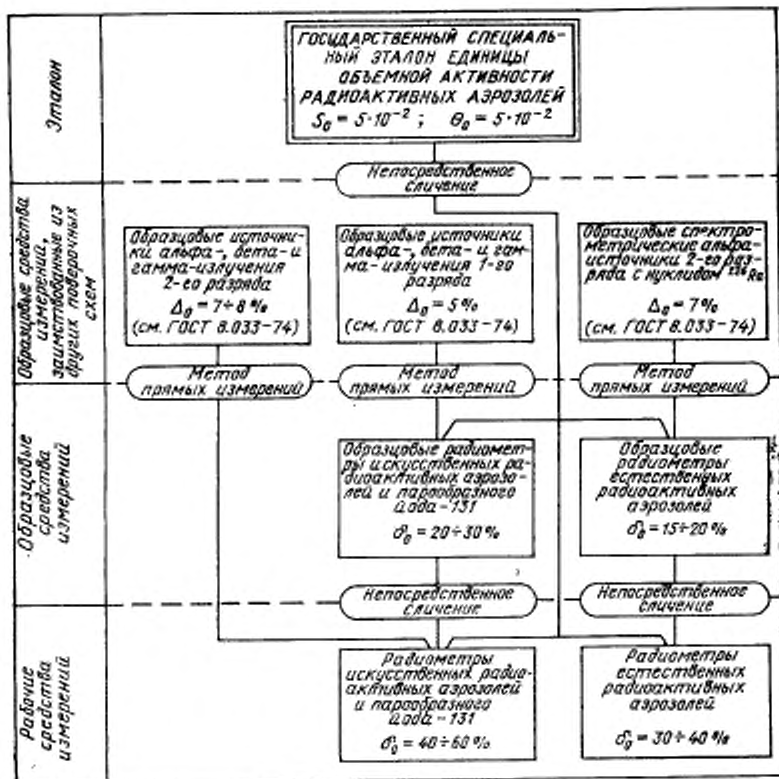 Эталон
ГОСУДАРСТВЕННЫЙ СПЕЦИАЛЬ-
НЫЙ ЭТАЛОН ЕДИНИЦЫ
ОБЪЕМНОЙ АКТИВНОСТИ
РАДИОАКТИВНЫХ АЭРОЗОЛЕЙ
S₀ = 5·10⁻² ; Θ₀ = 5·10⁻²
Непосредственное
сличение
Образцовые средства
измерений,
заимствованные из
других поверочных
схем
Образцовые источни-
ки альфа-, бета- и
гамма-излучения
2-го разряда
Δ₀ = 7÷8 %
(см. ГОСТ 8.033-74)
Образцовые источники
альфа-, бета- и гам-
ма-излучения 1-го
разряда
Δ₀ = 5 %
(см. ГОСТ 8.033-74)
Образцовые спектро-
метрические альфа-
источники 2-го раз-
ряда с нуклидом ²²⁶Ra
Δ₀ = 7%
(см. ГОСТ 8.033-74)
Метод
прямых измерений
Метод
прямых измерений
Метод
прямых измерений
Образцовые
средства
измерений
Образцовые радиомет-
ры искусственных ра-
диоактивных аэрозо-
лей и парообразного
йода-131
δ₀ = 20÷30 %
Образцовые
радиометры
естественных
радиоактивных
аэрозолей
δ₀ = 15÷20 %
Непосредственное
сличение
Непосредственное
сличение
Рабочие
средства
измерений
Радиометры
искусственных радио-
активных аэрозолей
и парообразного
йода-131
δ₀ = 40÷60 %
Радиометры
естественных
радиоактивных
аэрозолей
δ₀ = 30÷40 %